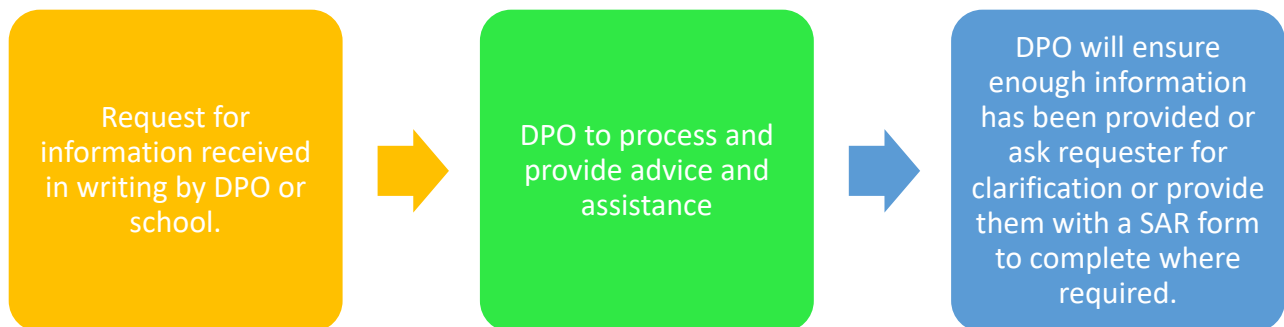 Request for
information received
in writing by DPO or
school.
DPO to process and
provide advice and
assistance
DPO will ensure
enough information
has been provided or
ask requester for
clarification or provide
them with a SAR form
to complete where
required.